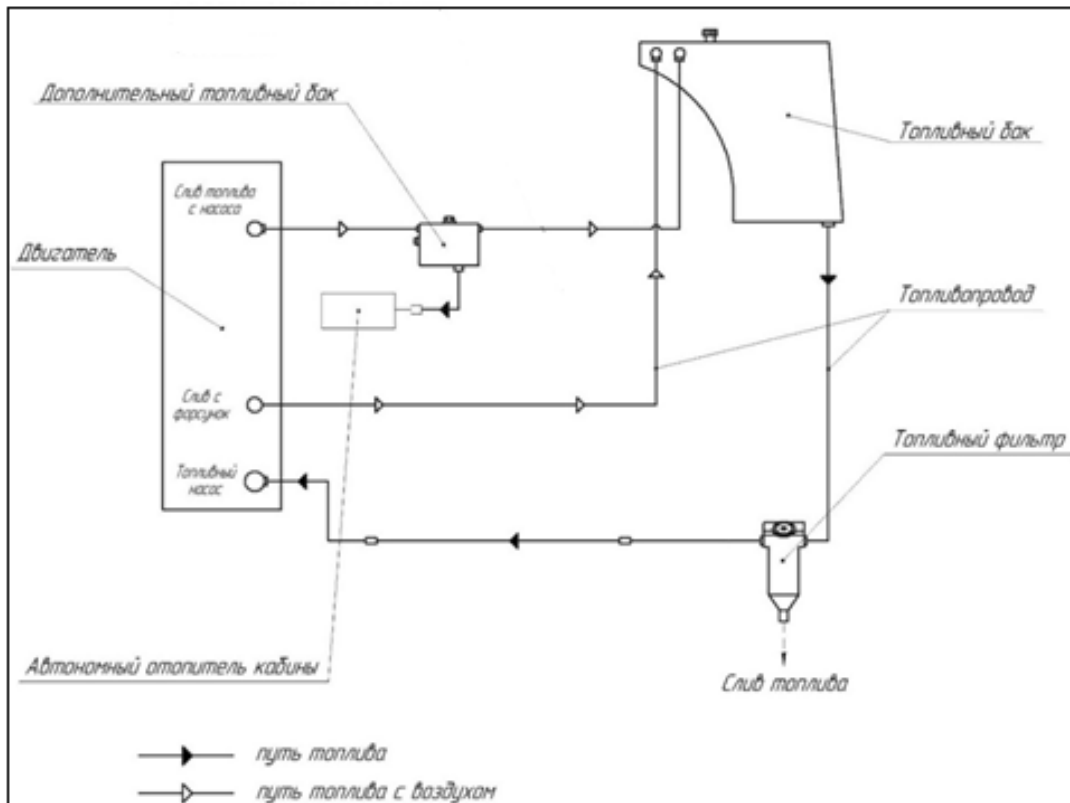 Дополнительный топливный бак
Топливный бак
Слив топлива
с насоса
Двигатель
Топливопровод
Слив с
форсунок
Топливный фильтр
Топливный
насос
Автономный отопитель кабины
Слив топлива
путь топлива
путь топлива с воздухом